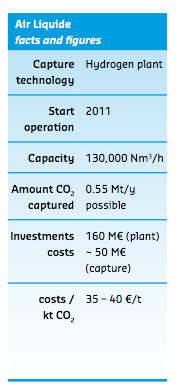 Air Liquide
facts and figures
Capture Hydrogen plant
technology
Start 2011
operation
Capacity 130,000 Nm³/h
Amount CO₂ 0.55 Mt/y
captured possible
Investments 160 M€ (plant)
costs ~ 50 M€
(capture)
costs / 35 – 40 €/t
kt CO₂